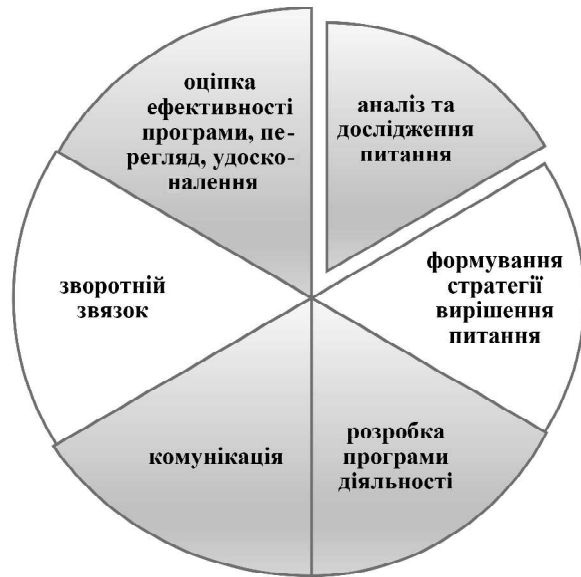 оціпка
ефективності
програми, пе-
регляд, удоско-
налення
аналіз та
дослідження
питання
зворотній
звязок
формування
стратегії
вирішення
питання
комунікація
розробка
програми
діяльності